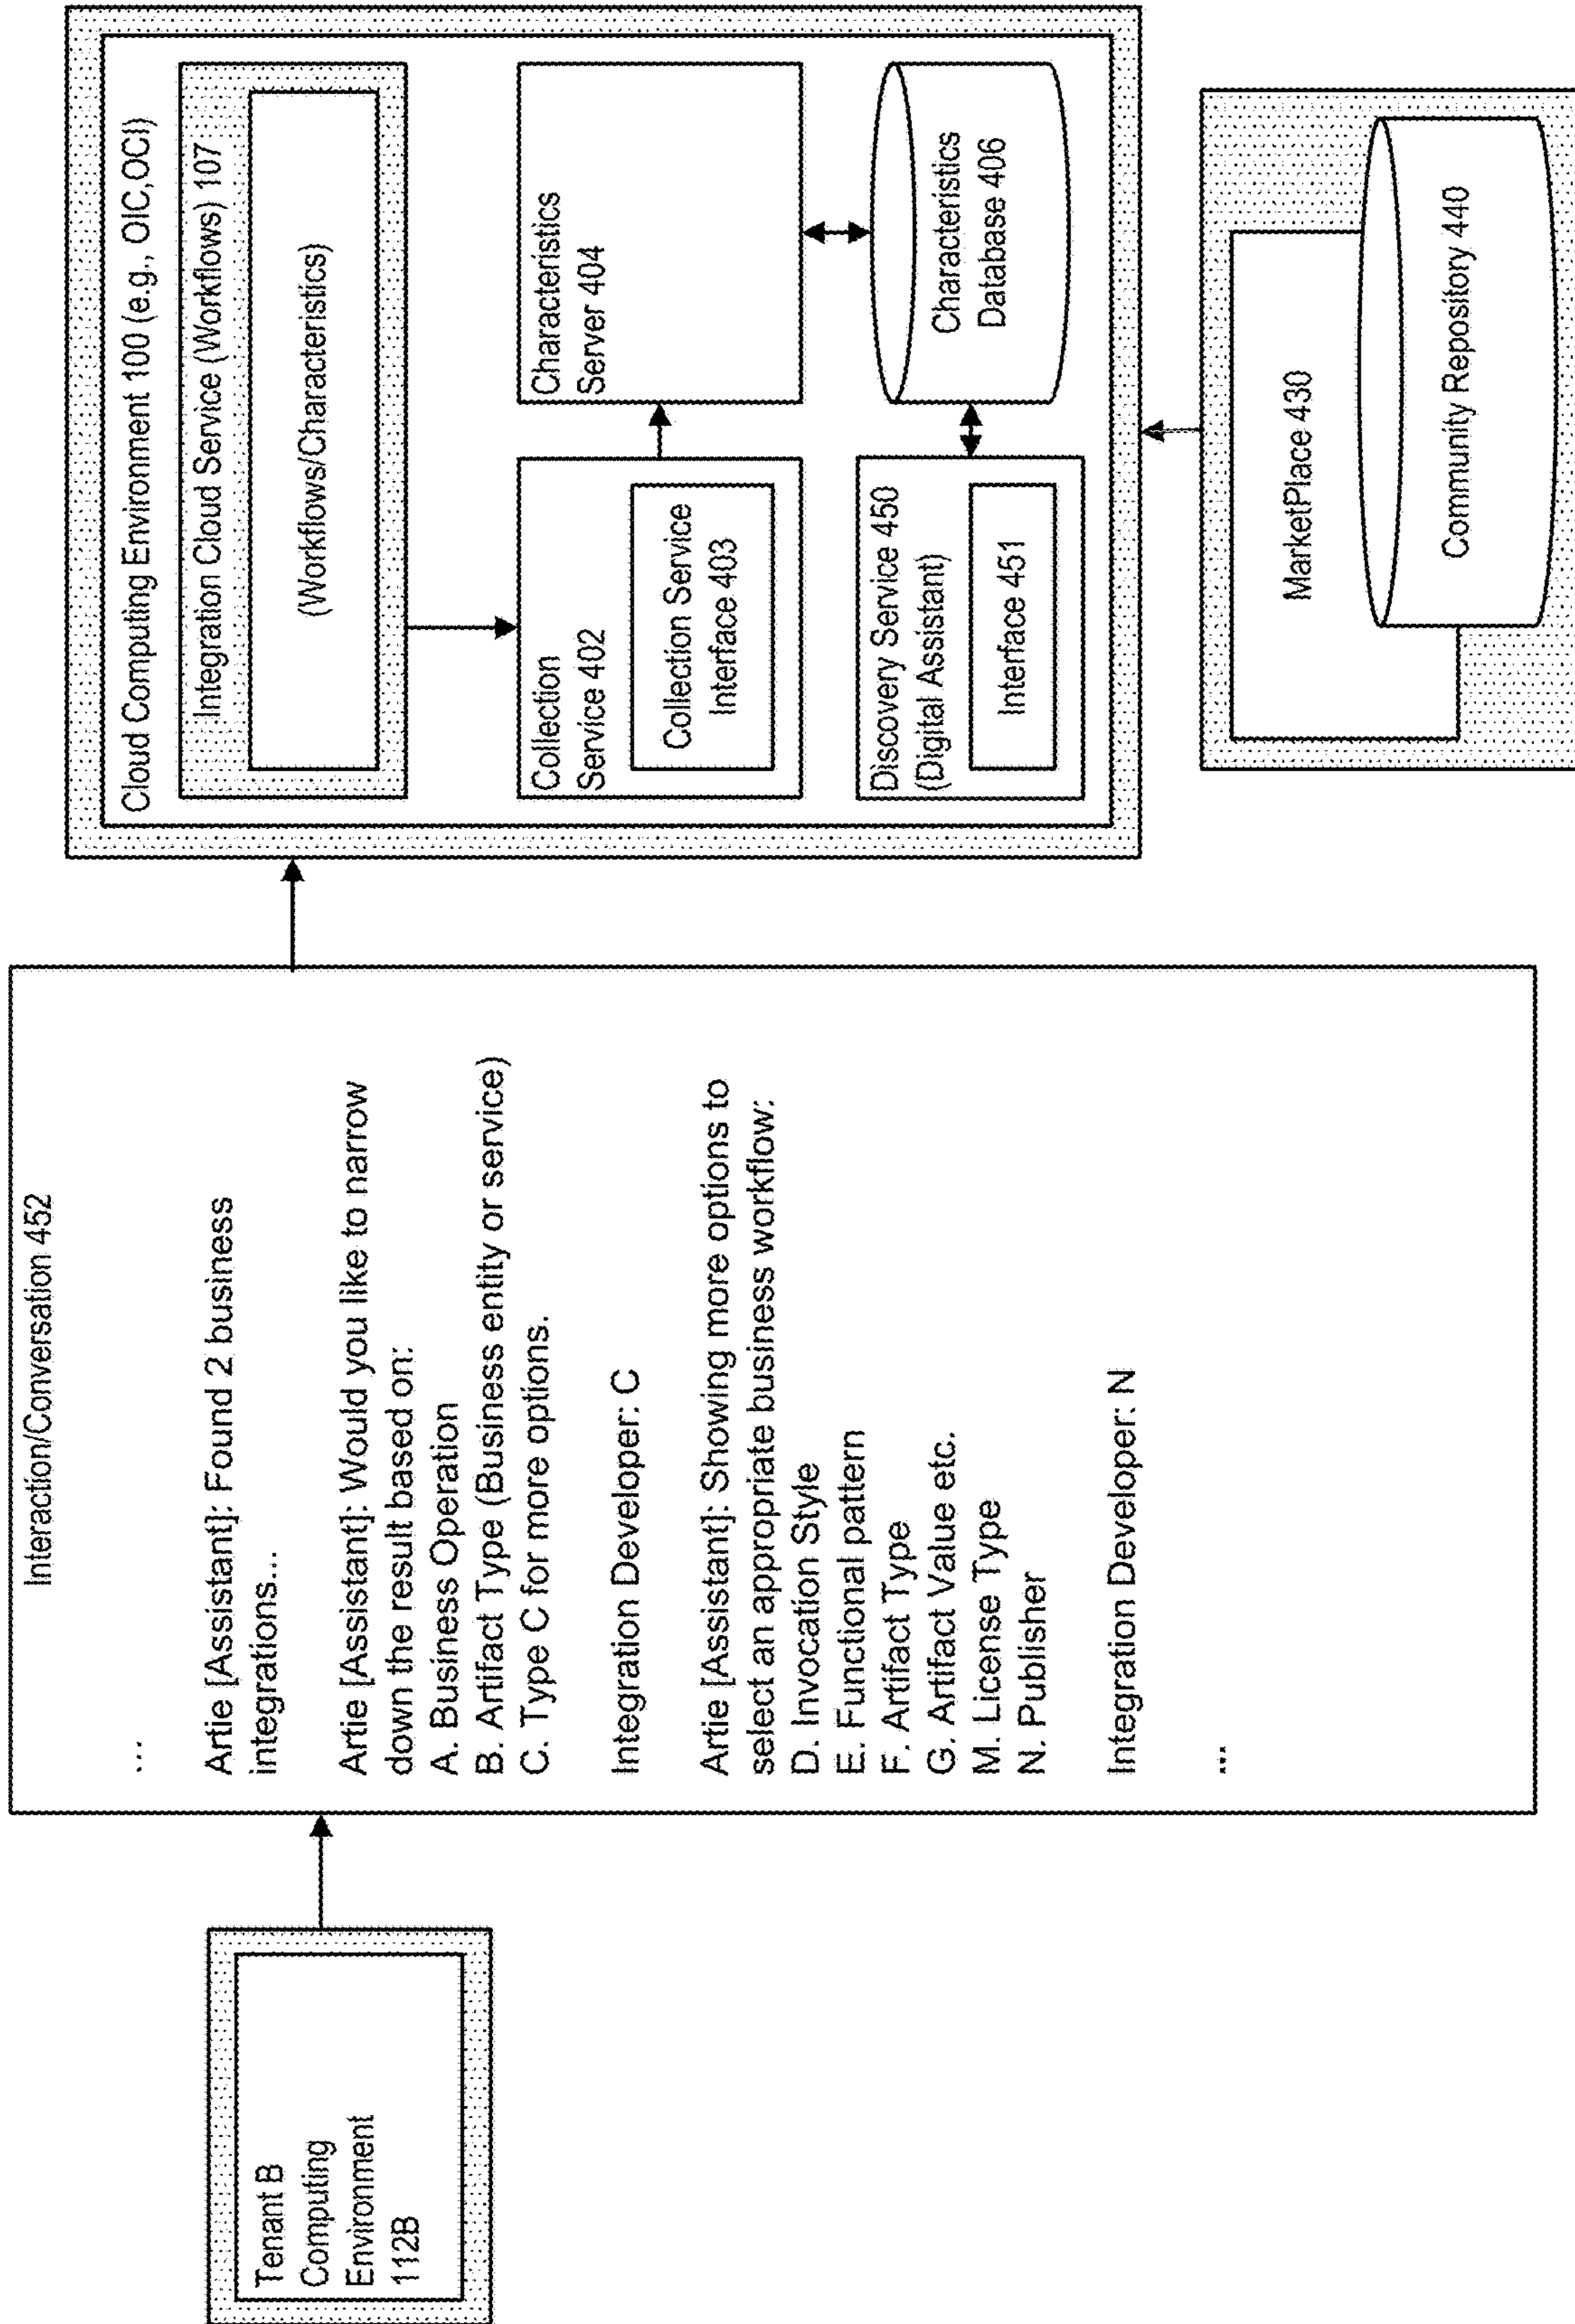 Tenant B
Computing
Environment
112B
Interaction/Conversation 452
...
Artie [Assistant]: Found 2 business
integrations...
Artie [Assistant]: Would you like to narrow
down the result based on:
A. Business Operation
B. Artifact Type (Business entity or service)
C. Type C for more options.
Integration Developer: C
Artie [Assistant]: Showing more options to
select an appropriate business workflow:
D. Invocation Style
E. Functional pattern
F. Artifact Type
G. Artifact Value etc.
M. License Type
N. Publisher
Integration Developer: N
...
Cloud Computing Environment 100 (e.g., OIC,OCI)
Integration Cloud Service (Workflows) 107
(Workflows/Characteristics)
Collection
Service 402
Collection Service
Interface 403
Characteristics
Server 404
Discovery Service 450
(Digital Assistant)
Interface 451
Characteristics
Database 406
MarketPlace 430
Community Repository 440